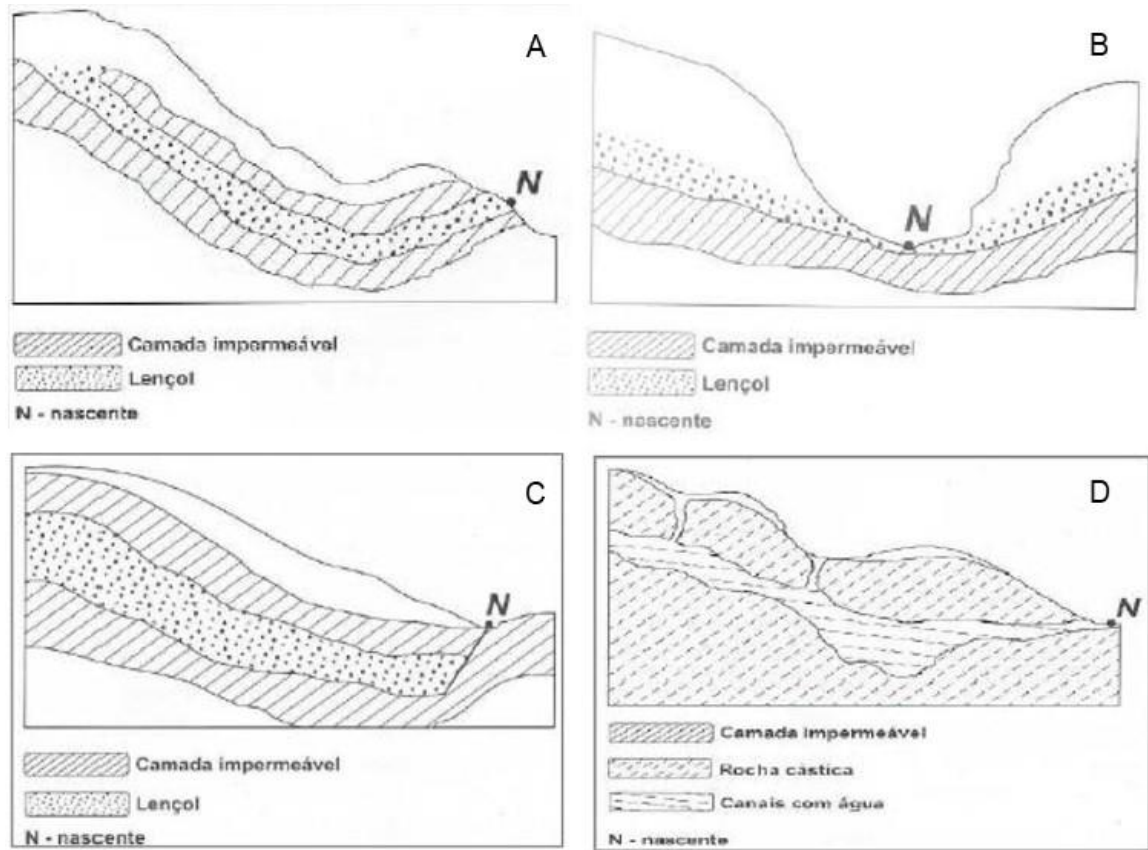 A
N
Camada impermeável
Lençol
N - nascente
B
N
Camada impermeável
Lençol
N - nascente
C
N
Camada impermeável
Lençol
N - nascente
D
N
Camada impermeável
Rocha cástica
Canais com água
N - nascente